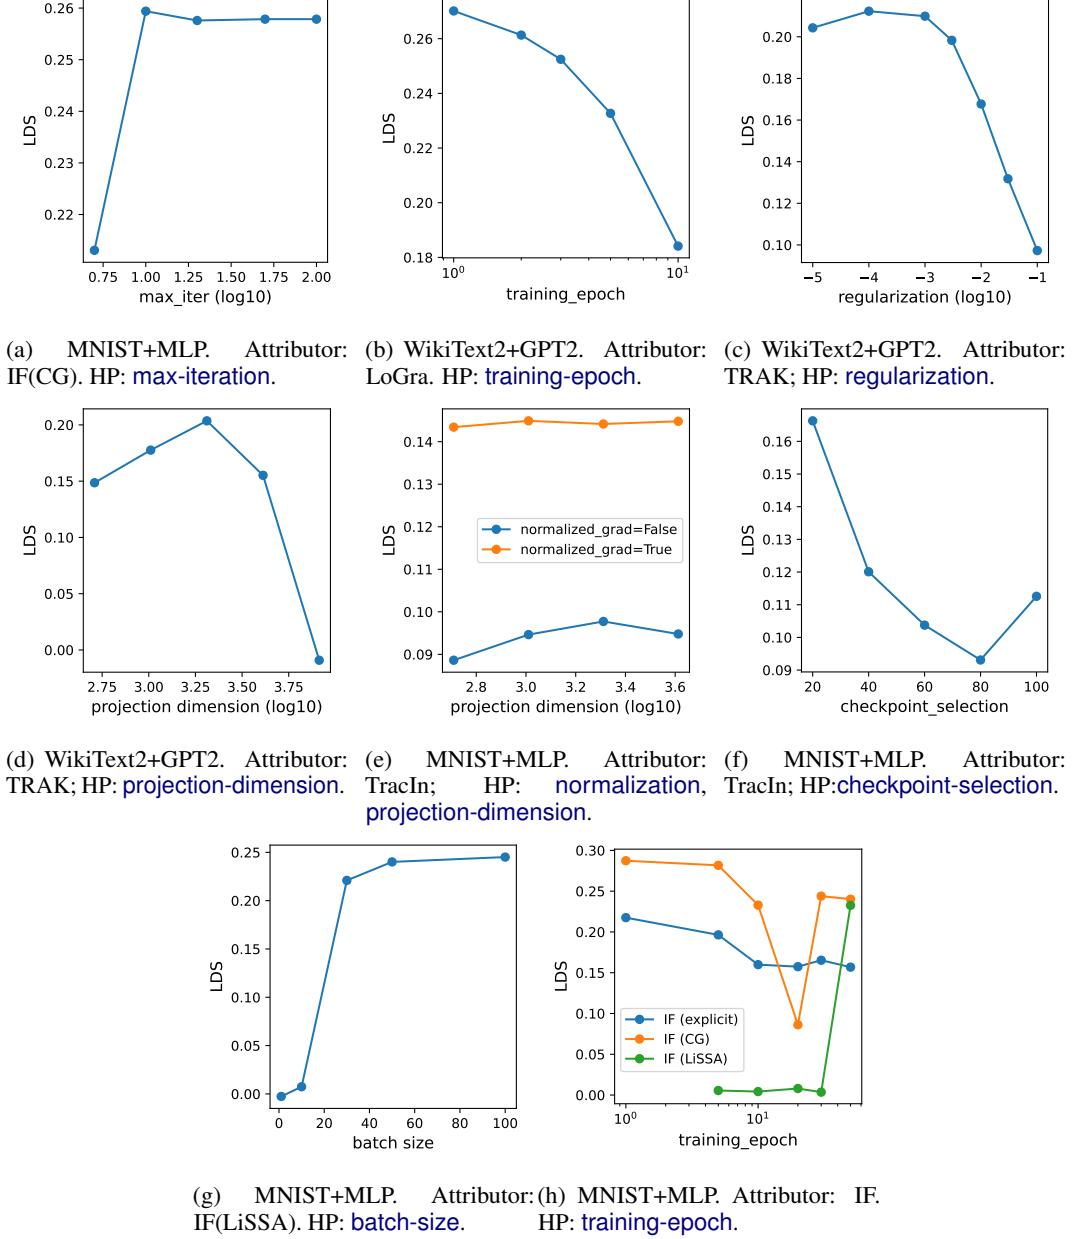 0.26
0.25
0.24
0.23
0.22
LDS
0.75 1.00 1.25 1.50 1.75 2.00
max_iter (log10)
0.26
0.24
0.22
0.20
0.18
LDS
10⁰ 10¹
training_epoch
0.20
0.18
0.16
0.14
0.12
0.10
LDS
−5 −4 −3 −2 −1
regularization (log10)
(a) MNIST+MLP. Attributor:
IF(CG). HP: max-iteration.
(b) WikiText2+GPT2. Attributor:
LoGra. HP: training-epoch.
(c) WikiText2+GPT2. Attributor:
TRAK; HP: regularization.
0.20
0.15
0.10
0.05
0.00
LDS
2.75 3.00 3.25 3.50 3.75
projection dimension (log10)
0.14
0.13
0.12
0.11
0.10
0.09
LDS
normalized_grad=False
normalized_grad=True
2.8 3.0 3.2 3.4 3.6
projection dimension (log10)
0.16
0.15
0.14
0.13
0.12
0.11
0.10
0.09
LDS
20 40 60 80 100
checkpoint_selection
(d) WikiText2+GPT2. Attributor:
TRAK; HP: projection-dimension.
(e) MNIST+MLP. Attributor:
TracIn; HP: normalization,
projection-dimension.
(f) MNIST+MLP. Attributor:
TracIn; HP:checkpoint-selection.
0.25
0.20
0.15
0.10
0.05
0.00
LDS
0 20 40 60 80 100
batch size
0.30
0.25
0.20
0.15
0.10
0.05
0.00
LDS
IF (explicit)
IF (CG)
IF (LiSSA)
10⁰ 10¹
training_epoch
(g) MNIST+MLP. Attributor:
IF(LiSSA). HP: batch-size.
(h) MNIST+MLP. Attributor: IF.
HP: training-epoch.